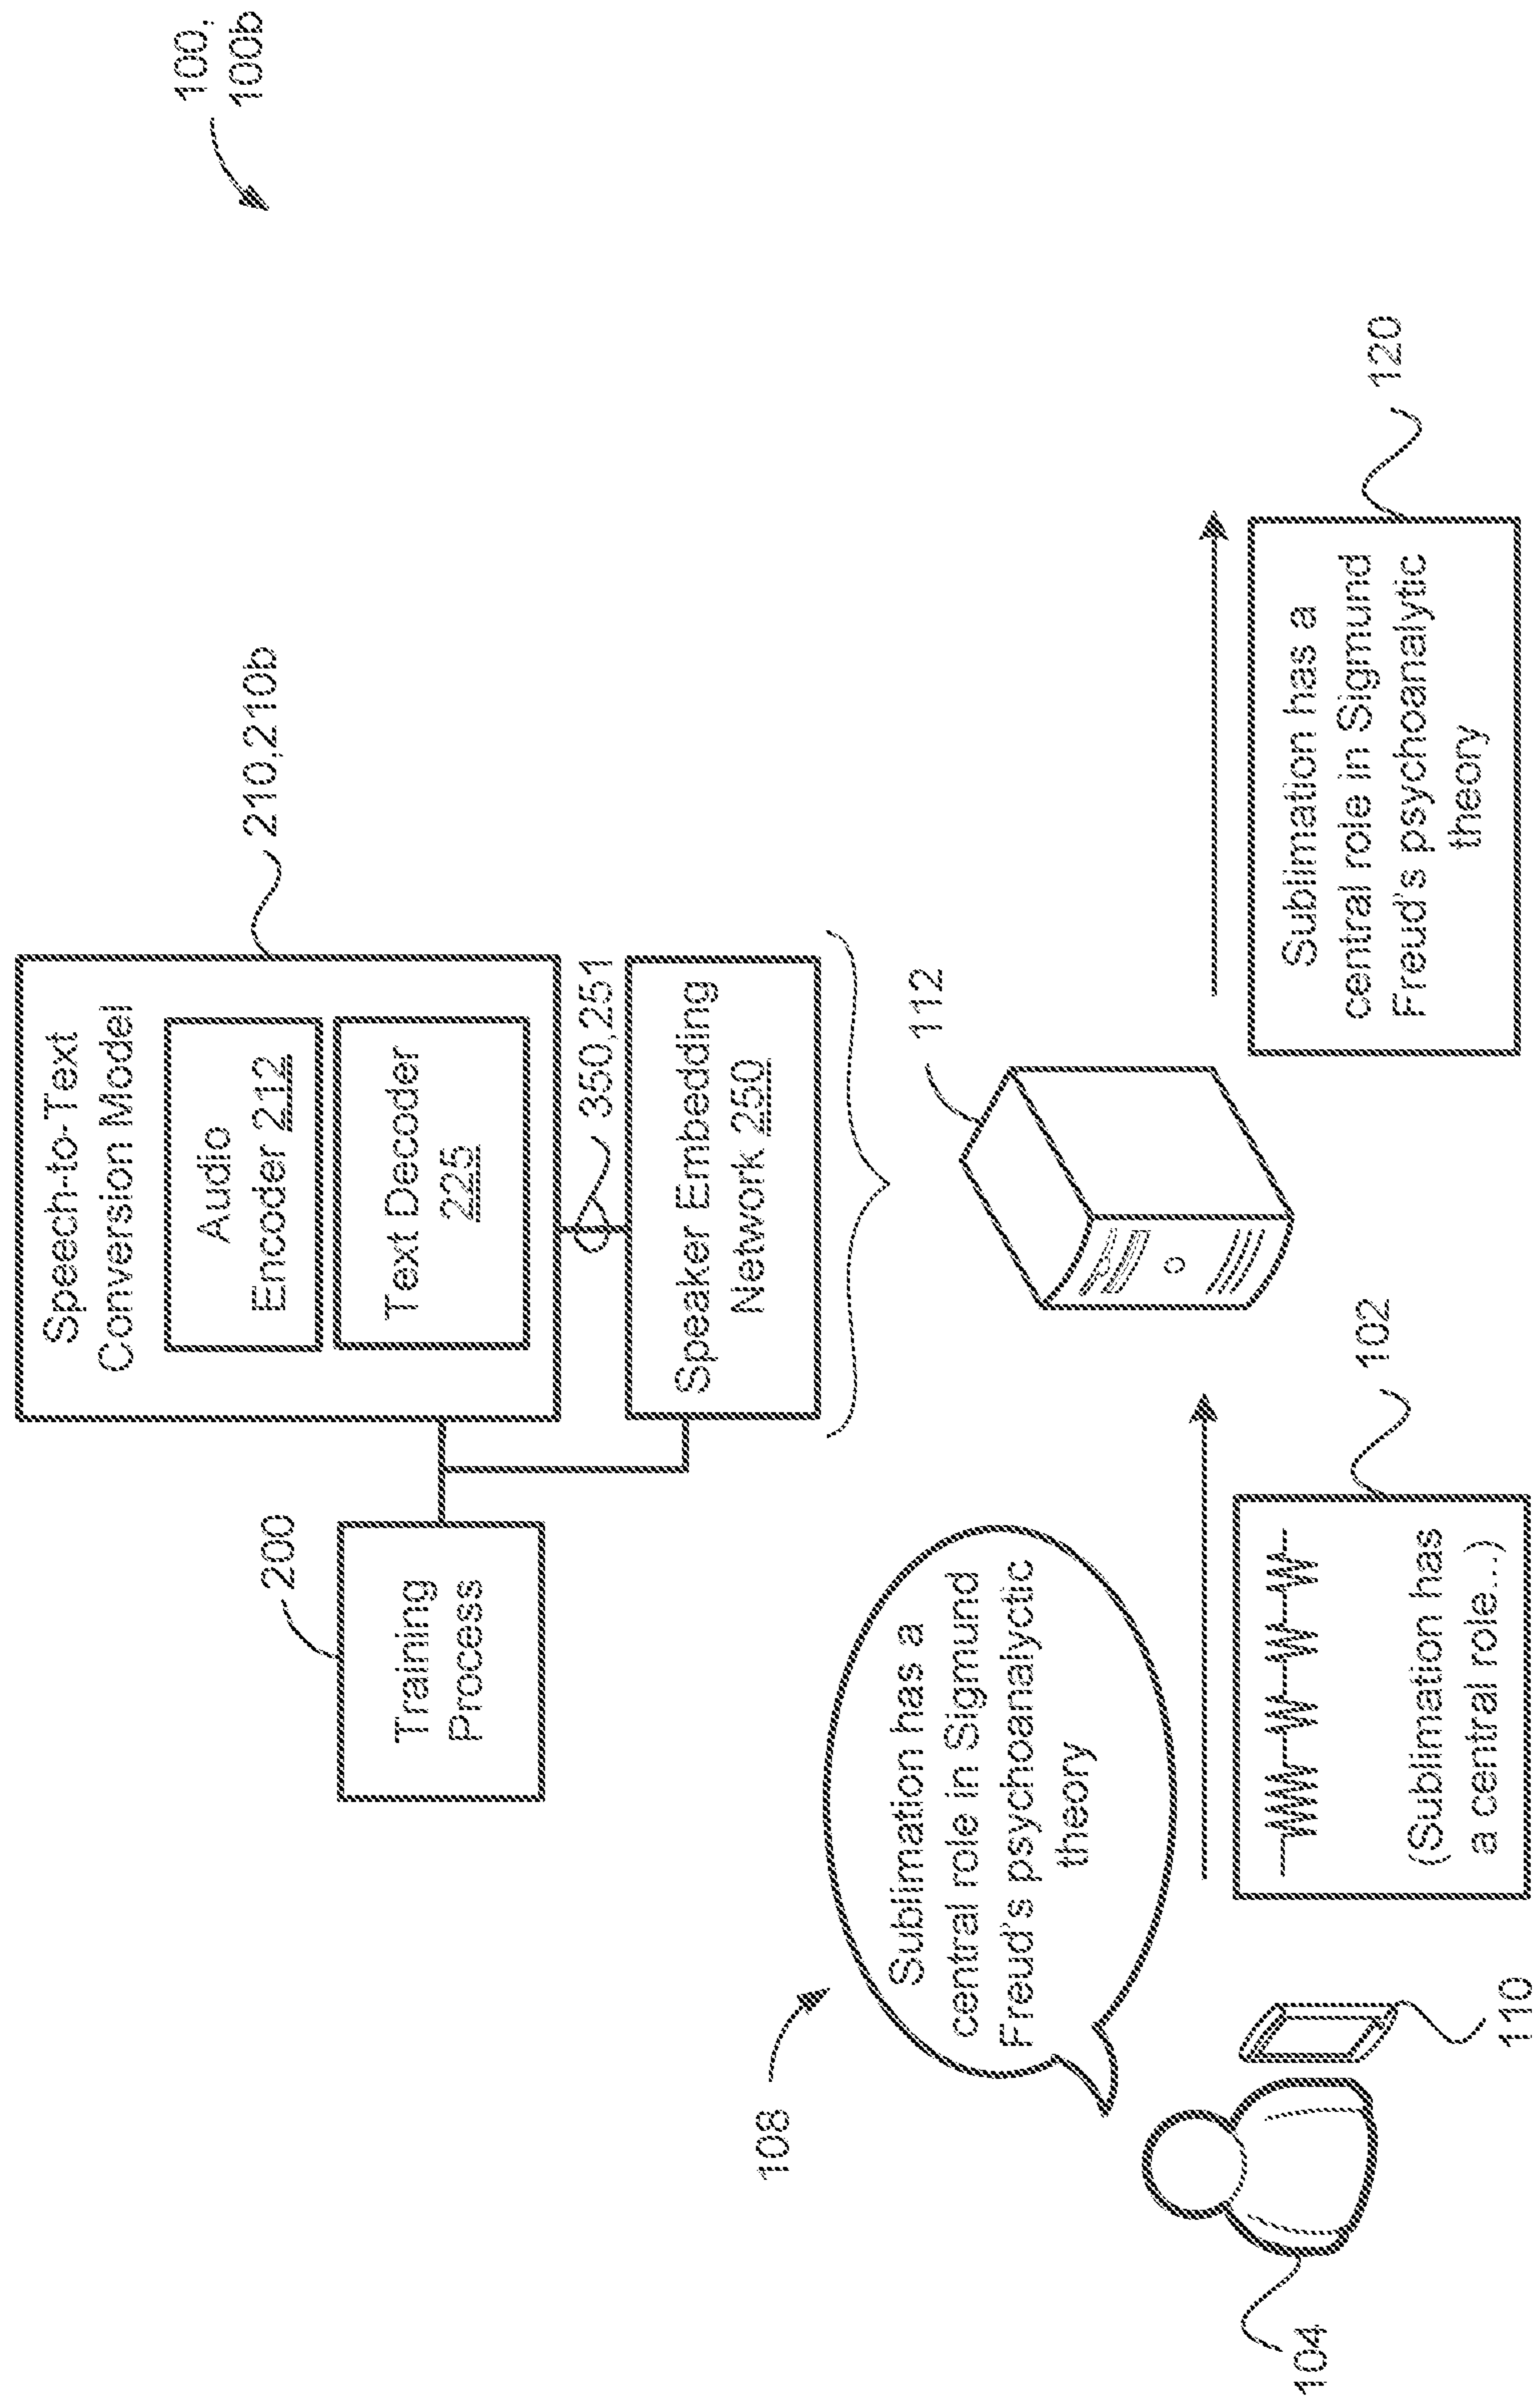 100,
100b
Speech-to-Text
Conversion Model
Audio
Encoder 212
Text Decoder
225
210,210b
200
Training
Process
350,251
Speaker Embedding
Network 250
108
Sublimation has a
central role in Sigmund
Freud's psychoanalyctic
theory
112
104
110
(Sublimation has
a central role...)
102
Sublimation has a
central role in Sigmund
Freud's psychoanalytic
theory
120